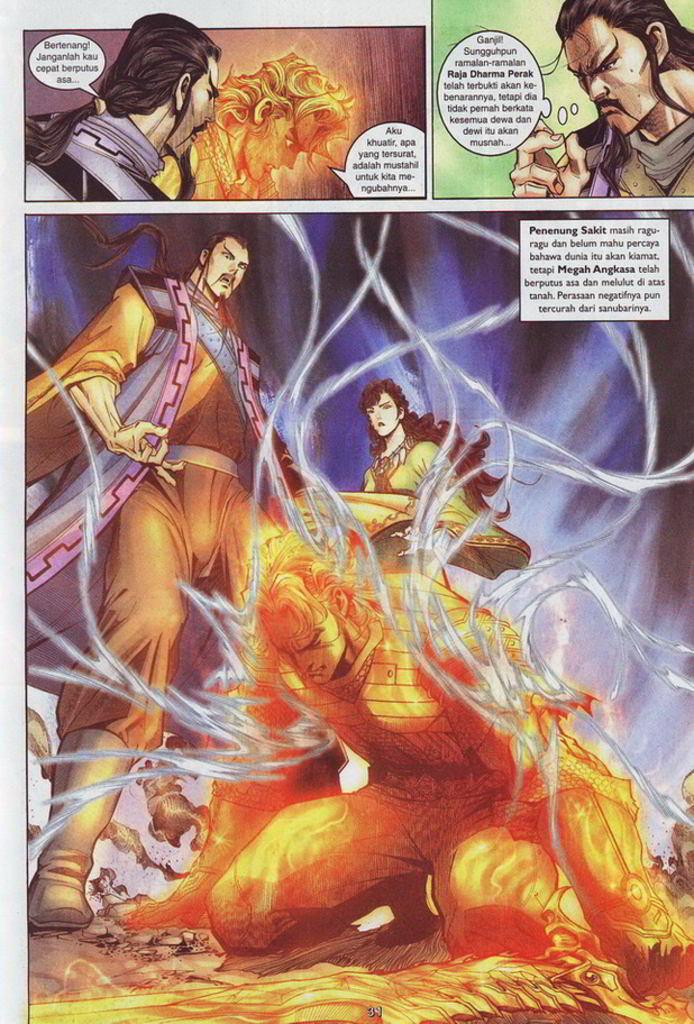 Bertenang!
Janganlah kau
cepat berputus
asa...
Aku
khuatir, apa
yang tersurat,
adalah mustahil
untuk kita me-
ngubahnya...
Ganjil!
Sungguhpun
ramalan-ramalan
Raja Dharma Perak
telah terbukti akan ke-
benarannya, tetapi dia
tidak pernah berkata
kesemua dewa dan
dewi itu akan
musnah...
Penenung Sakit masih ragu-
ragu dan belum mahu percaya
bahawa dunia itu akan kiamat,
tetapi Megah Angkasa telah
berputus asa dan melulut di atas
tanah. Perasaan negatifnya pun
tercurah dari sanubarinya.
34